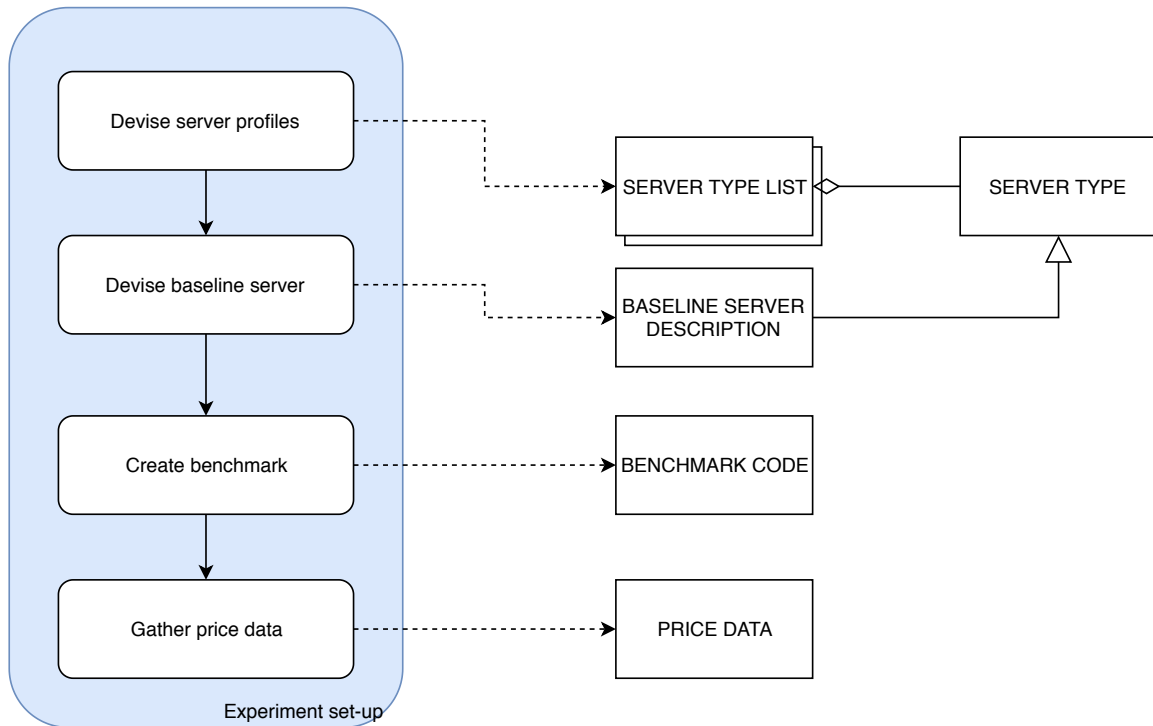 Devise server profiles
SERVER TYPE LIST
SERVER TYPE
Devise baseline server
BASELINE SERVER
DESCRIPTION
Create benchmark
BENCHMARK CODE
Gather price data
PRICE DATA
Experiment set-up